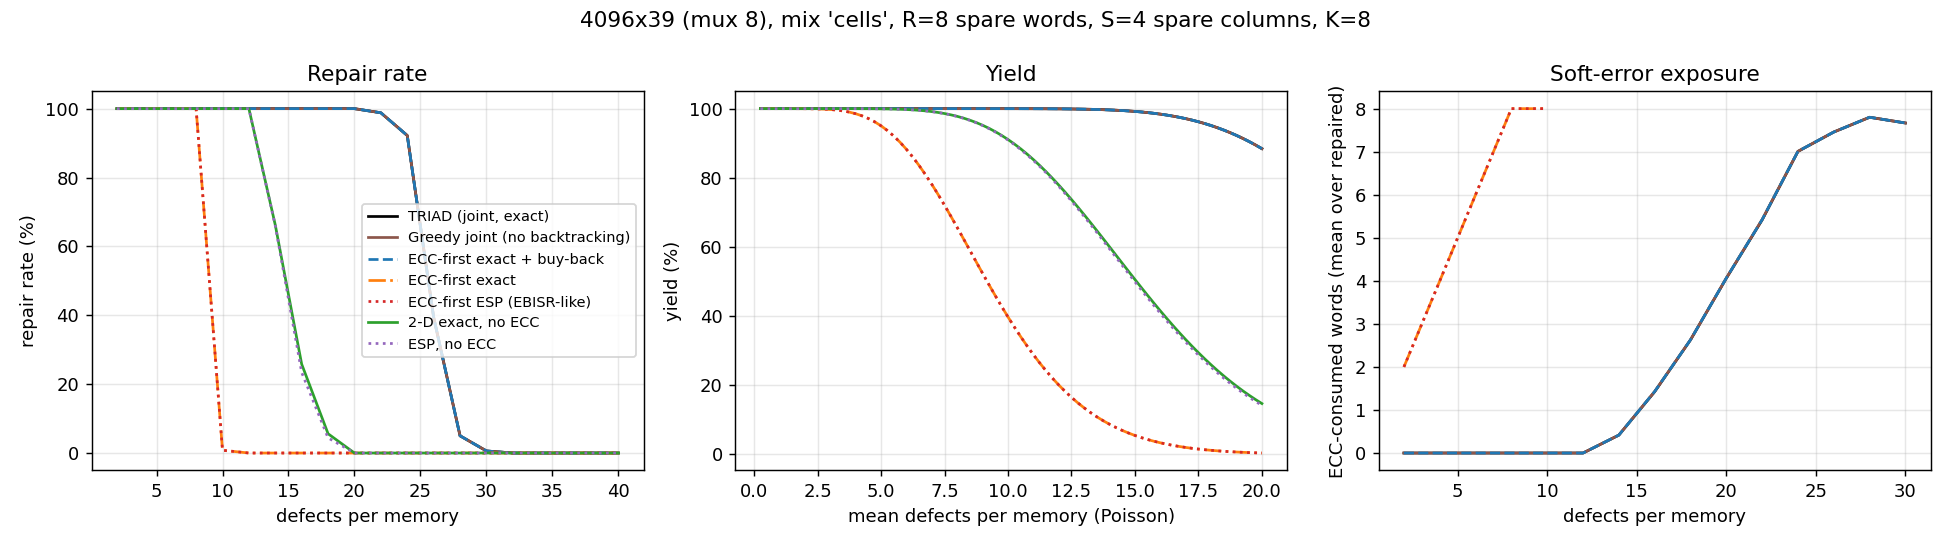 4096x39 (mux 8), mix 'cells', R=8 spare words, S=4 spare columns, K=8
Repair rate
repair rate (%)
100
80
60
40
20
0
5 10 15 20 25 30 35 40
defects per memory
TRIAD (joint, exact)
Greedy joint (no backtracking)
ECC-first exact + buy-back
ECC-first exact
ECC-first ESP (EBISR-like)
2-D exact, no ECC
ESP, no ECC
Yield
yield (%)
100
80
60
40
20
0
0.0 2.5 5.0 7.5 10.0 12.5 15.0 17.5 20.0
mean defects per memory (Poisson)
Soft-error exposure
ECC-consumed words (mean over repaired)
8
7
6
5
4
3
2
1
0
5 10 15 20 25 30
defects per memory